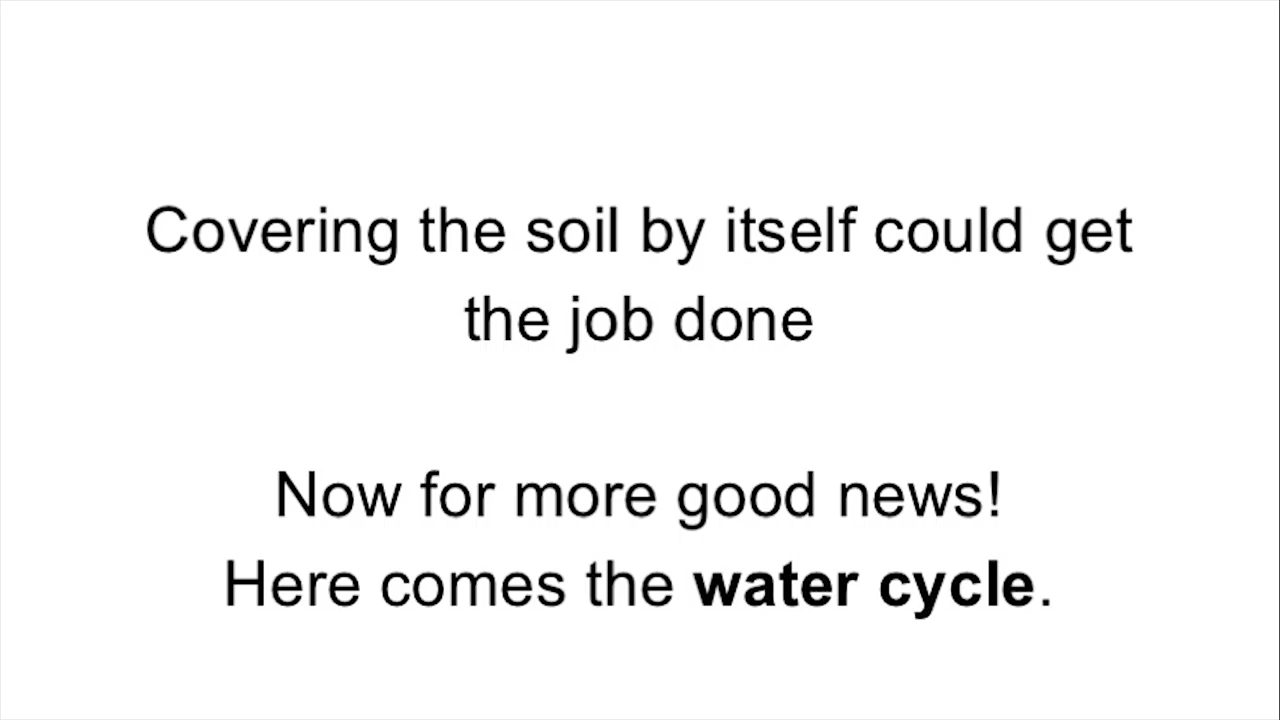 Covering the soil by itself could get
the job done
Now for more good news!
Here comes the water cycle.